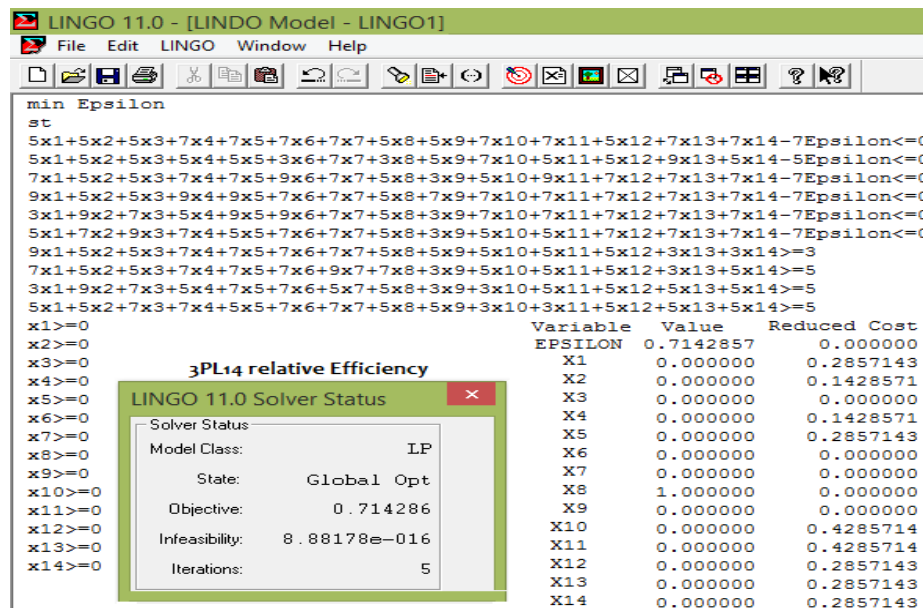 LINGO 11.0 - [LINDO Model - LINGO1]
File Edit LINGO Window Help
min Epsilon
st
5x1+5x2+5x3+7x4+7x5+7x6+7x7+5x8+5x9+7x10+7x11+5x12+7x13+7x14-7Epsilon<=0
5x1+5x2+3x3+5x4+5x5+3x6+7x7+3x8+7x9+7x10+7x11+5x12+9x13+5x14-5Epsilon<=0
7x1+5x2+5x3+7x4+7x5+7x6+7x7+5x8+5x9+5x10+9x11+7x12+7x13+7x14-7Epsilon<=0
9x1+5x2+5x3+9x4+9x5+7x6+7x7+5x8+7x9+7x10+7x11+7x12+7x13+7x14-7Epsilon<=0
3x1+9x2+7x3+5x4+9x5+9x6+7x7+5x8+3x9+7x10+7x11+7x12+7x13+7x14-7Epsilon<=0
5x1+7x2+9x3+7x4+5x5+7x6+7x7+5x8+3x9+5x10+5x11+7x12+7x13+7x14-7Epsilon<=0
9x1+5x2+5x3+7x4+7x5+7x6+7x7+5x8+9x9+5x10+5x11+5x12+3x13+3x14>=3
7x1+5x2+5x3+7x4+7x5+7x6+9x7+7x8+3x9+5x10+5x11+5x12+3x13+5x14>=5
3x1+9x2+7x3+5x4+7x5+7x6+5x7+5x8+3x9+3x10+5x11+5x12+5x13+5x14>=5
5x1+5x2+7x3+7x4+7x5+7x6+7x7+5x8+9x9+3x10+3x11+5x12+5x13+5x14>=5
x1>=0
x2>=0
x3>=0
x4>=0
x5>=0
x6>=0
x7>=0
x8>=0
x9>=0
x10>=0
x11>=0
x12>=0
x13>=0
x14>=0
3PL14 relative Efficiency
LINGO 11.0 Solver Status
Solver Status
Model Class: LP
State: Global Opt
Objective: 0.714286
Infeasibility: 8.88178e-016
Iterations: 5
Variable Value Reduced Cost
EPSILON 0.7142857 0.000000
X1 0.000000 0.2857143
X2 0.000000 0.1428571
X3 0.000000 0.000000
X4 0.000000 0.1428571
X5 0.000000 0.2857143
X6 0.000000 0.000000
X7 0.000000 0.000000
X8 1.000000 0.000000
X9 0.000000 0.000000
X10 0.000000 0.4285714
X11 0.000000 0.4285714
X12 0.000000 0.2857143
X13 0.000000 0.2857143
X14 0.000000 0.2857143